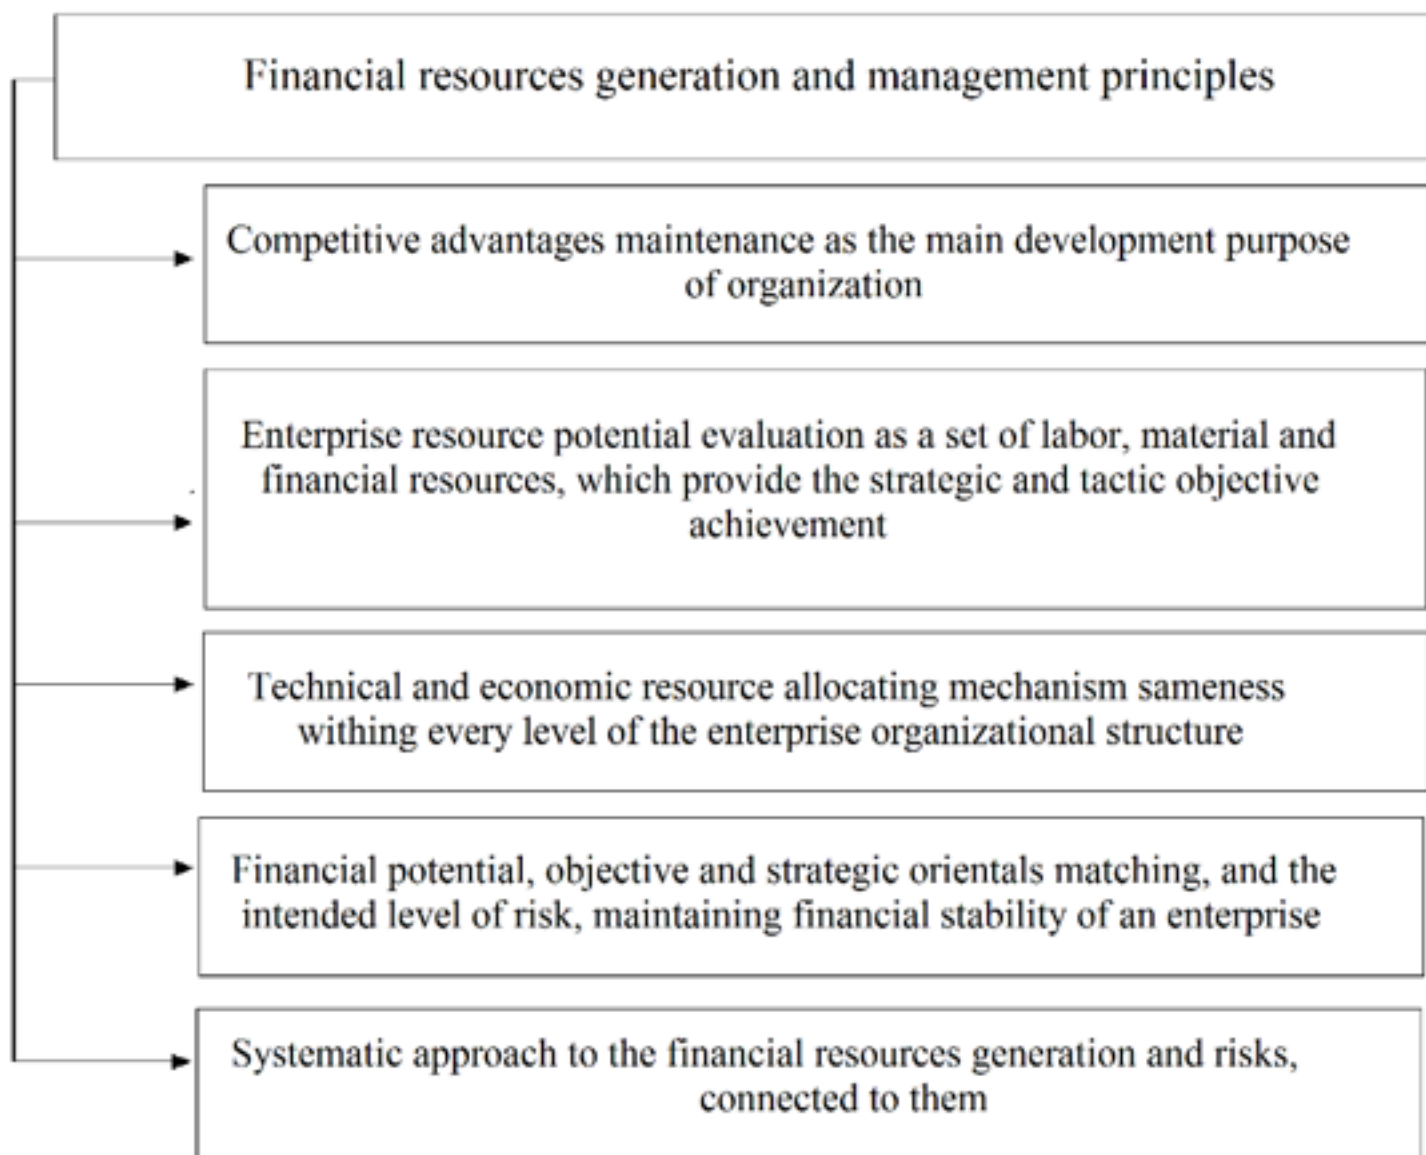 Financial resources generation and management principles
Competitive advantages maintenance as the main development purpose
of organization
Enterprise resource potential evaluation as a set of labor, material and
financial resources, which provide the strategic and tactic objective
achievement
Technical and economic resource allocating mechanism sameness
withing every level of the enterprise organizational structure
Financial potential, objective and strategic orientals matching, and the
intended level of risk, maintaining financial stability of an enterprise
Systematic approach to the financial resources generation and risks,
connected to them